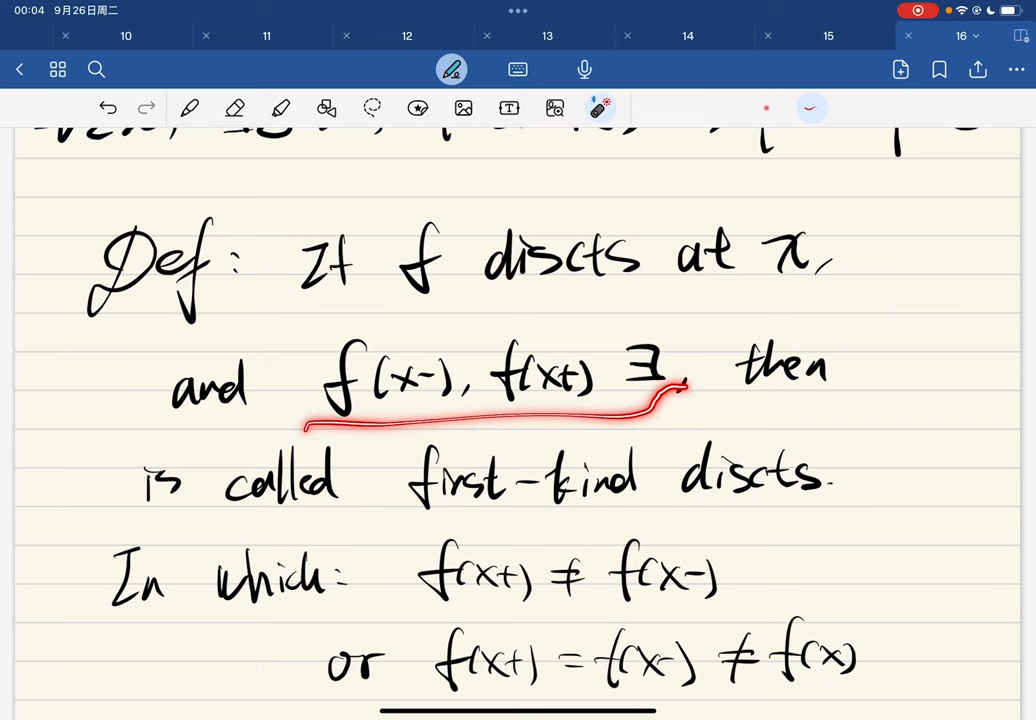 00:04 9月26日周二
10 11 12 13 14 15 16
Def: If f discts at x,
and f(x-), f(x+) ∃, then
is called first-kind discts.
In which: f(x+) ≠ f(x-)
or f(x+) = f(x-) ≠ f(x)